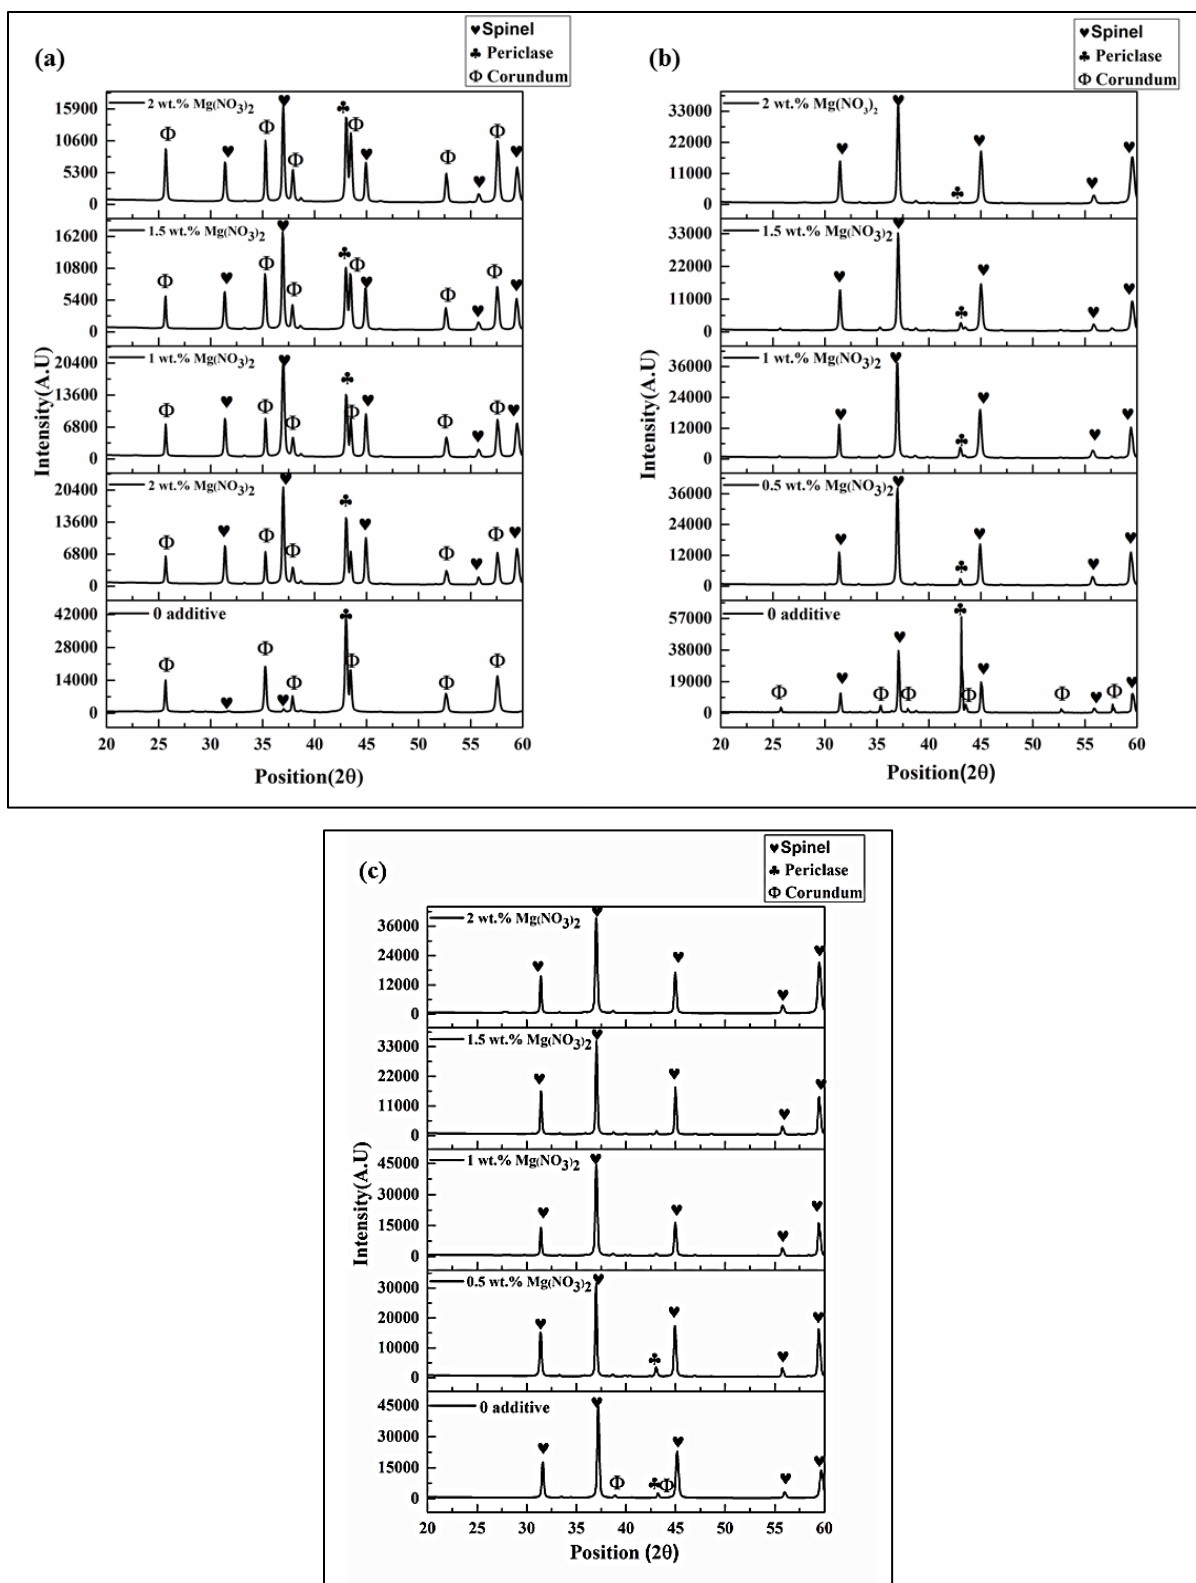 (a)
♥Spinel
♣ Periclase
Φ Corundum
2 wt.% Mg(NO3)2
15900
10600
5300
0
1.5 wt.% Mg(NO3)2
16200
10800
5400
0
1 wt.% Mg(NO3)2
20400
13600
6800
0
2 wt.% Mg(NO3)2
20400
13600
6800
0
0 additive
42000
28000
14000
0
20 25 30 35 40 45 50 55 60
Intensity(A.U)
Position(2θ)
(b)
♥Spinel
♣ Periclase
Φ Corundum
2 wt.% Mg(NO3)2
33000
22000
11000
0
1.5 wt.% Mg(NO3)2
33000
22000
11000
0
1 wt.% Mg(NO3)2
36000
24000
12000
0
0.5 wt.% Mg(NO3)2
36000
24000
12000
0
0 additive
57000
38000
19000
0
20 25 30 35 40 45 50 55 60
Intensity(A.U)
Position(2θ)
(c)
♥Spinel
♣ Periclase
Φ Corundum
2 wt.% Mg(NO3)2
36000
24000
12000
0
1.5 wt.% Mg(NO3)2
33000
22000
11000
0
1 wt.% Mg(NO3)2
45000
30000
15000
0
0.5 wt.% Mg(NO3)2
30000
20000
10000
0
0 additive
45000
30000
15000
0
20 25 30 35 40 45 50 55 60
Intensity(A.U)
Position (2θ)